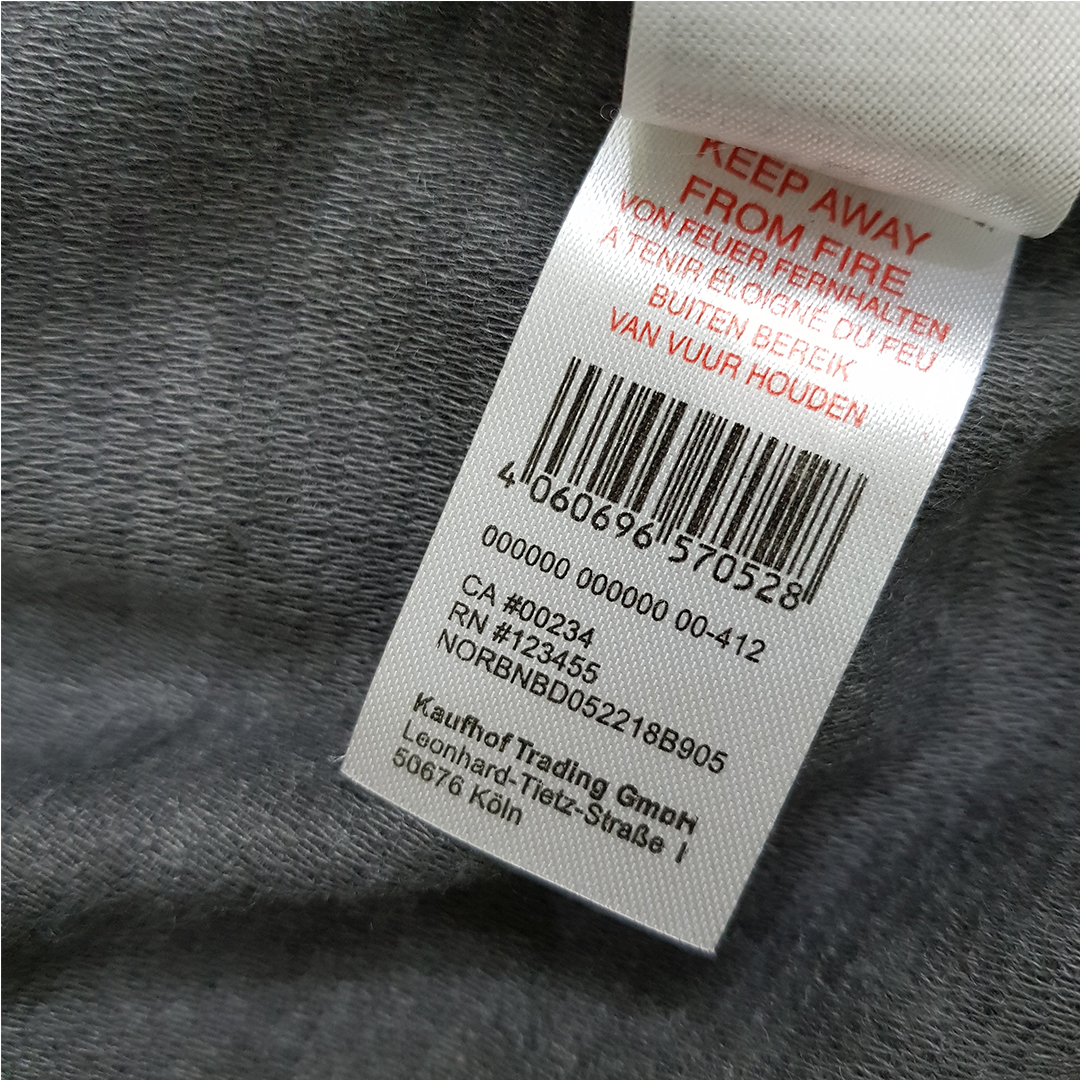 KEEP AWAY
FROM FIRE
VON FEUER FERNHALTEN
A TENIR ÉLOIGNÉ DU FEU
BUITEN BEREIK
VAN VUUR HOUDEN
4 060696 570528
000000 000000 00-412
CA #00234
RN #123455
NORBNBD052218B905
Kaufhof Trading GmbH
Leonhard-Tietz-Straße 1
50676 Köln